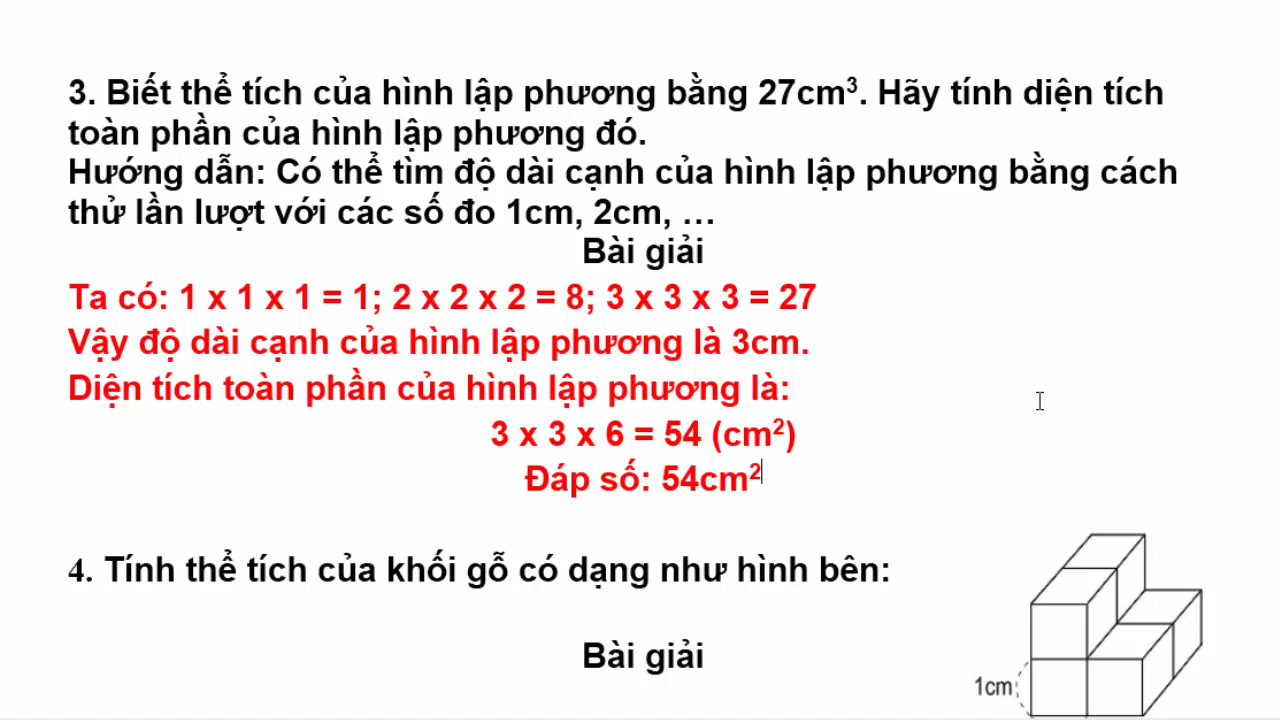 3. Biết thể tích của hình lập phương bằng 27cm³. Hãy tính diện tích
toàn phần của hình lập phương đó.
Hướng dẫn: Có thể tìm độ dài cạnh của hình lập phương bằng cách
thử lần lượt với các số đo 1cm, 2cm, ...
Bài giải
Ta có: 1 x 1 x 1 = 1; 2 x 2 x 2 = 8; 3 x 3 x 3 = 27
Vậy độ dài cạnh của hình lập phương là 3cm.
Diện tích toàn phần của hình lập phương là:
3 x 3 x 6 = 54 (cm²)
Đáp số: 54cm²
4. Tính thể tích của khối gỗ có dạng như hình bên:
Bài giải
1cm